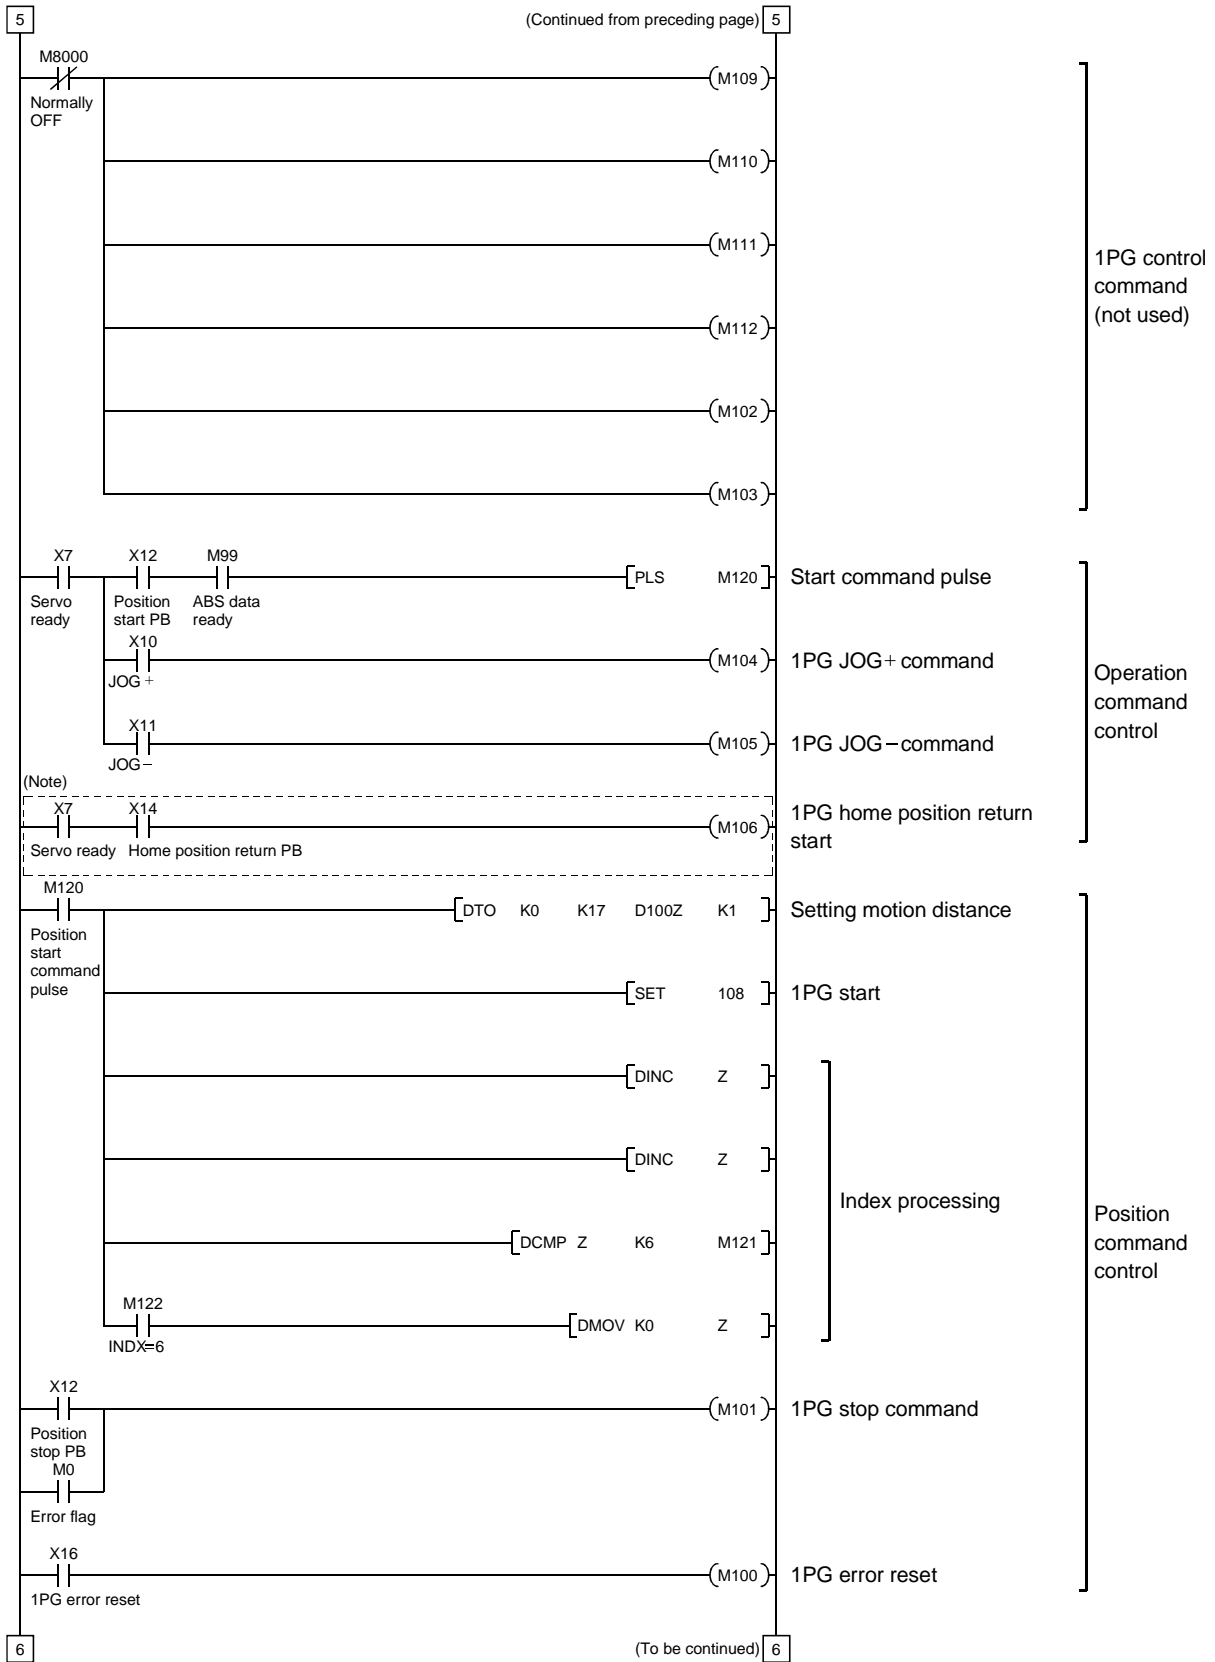 5 (Continued from preceding page) 5
M8000
(M109)
Normally
OFF
(M110)
(M111)
1PG control
command
(not used)
(M112)
(M102)
(M103)
X7 X12 M99
[PLS M120] Start command pulse
Servo
ready
Position
start PB
ABS data
ready
X10
(M104) 1PG JOG+ command
JOG +
Operation
command
control
X11
(M105) 1PG JOG- command
JOG-
(Note)
X7 X14
(M106) 1PG home position return
start
Servo ready Home position return PB
M120
[DTO K0 K17 D100Z K1] Setting motion distance
Position
start
command
pulse
[SET 108] 1PG start
[DINC Z]
[DINC Z]
Index processing
Position
command
control
[DCMP Z K6 M121]
M122
[DMOV K0 Z]
INDX=6
X12
(M101) 1PG stop command
Position
stop PB
M0
Error flag
X16
(M100) 1PG error reset
1PG error reset
6 (To be continued) 6